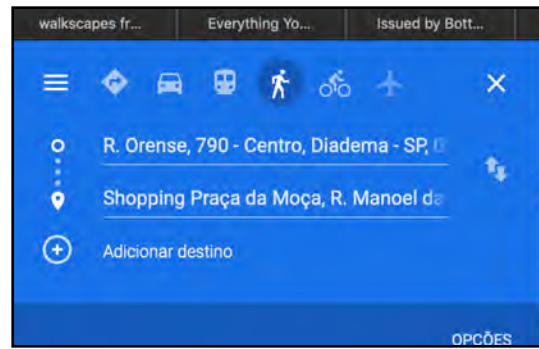 walkscapes fr... Everything Yo... Issued by Bott...
R. Orense, 790 - Centro, Diadema - SP,
Shopping Praça da Moça, R. Manoel da
Adicionar destino
OPÇÕES